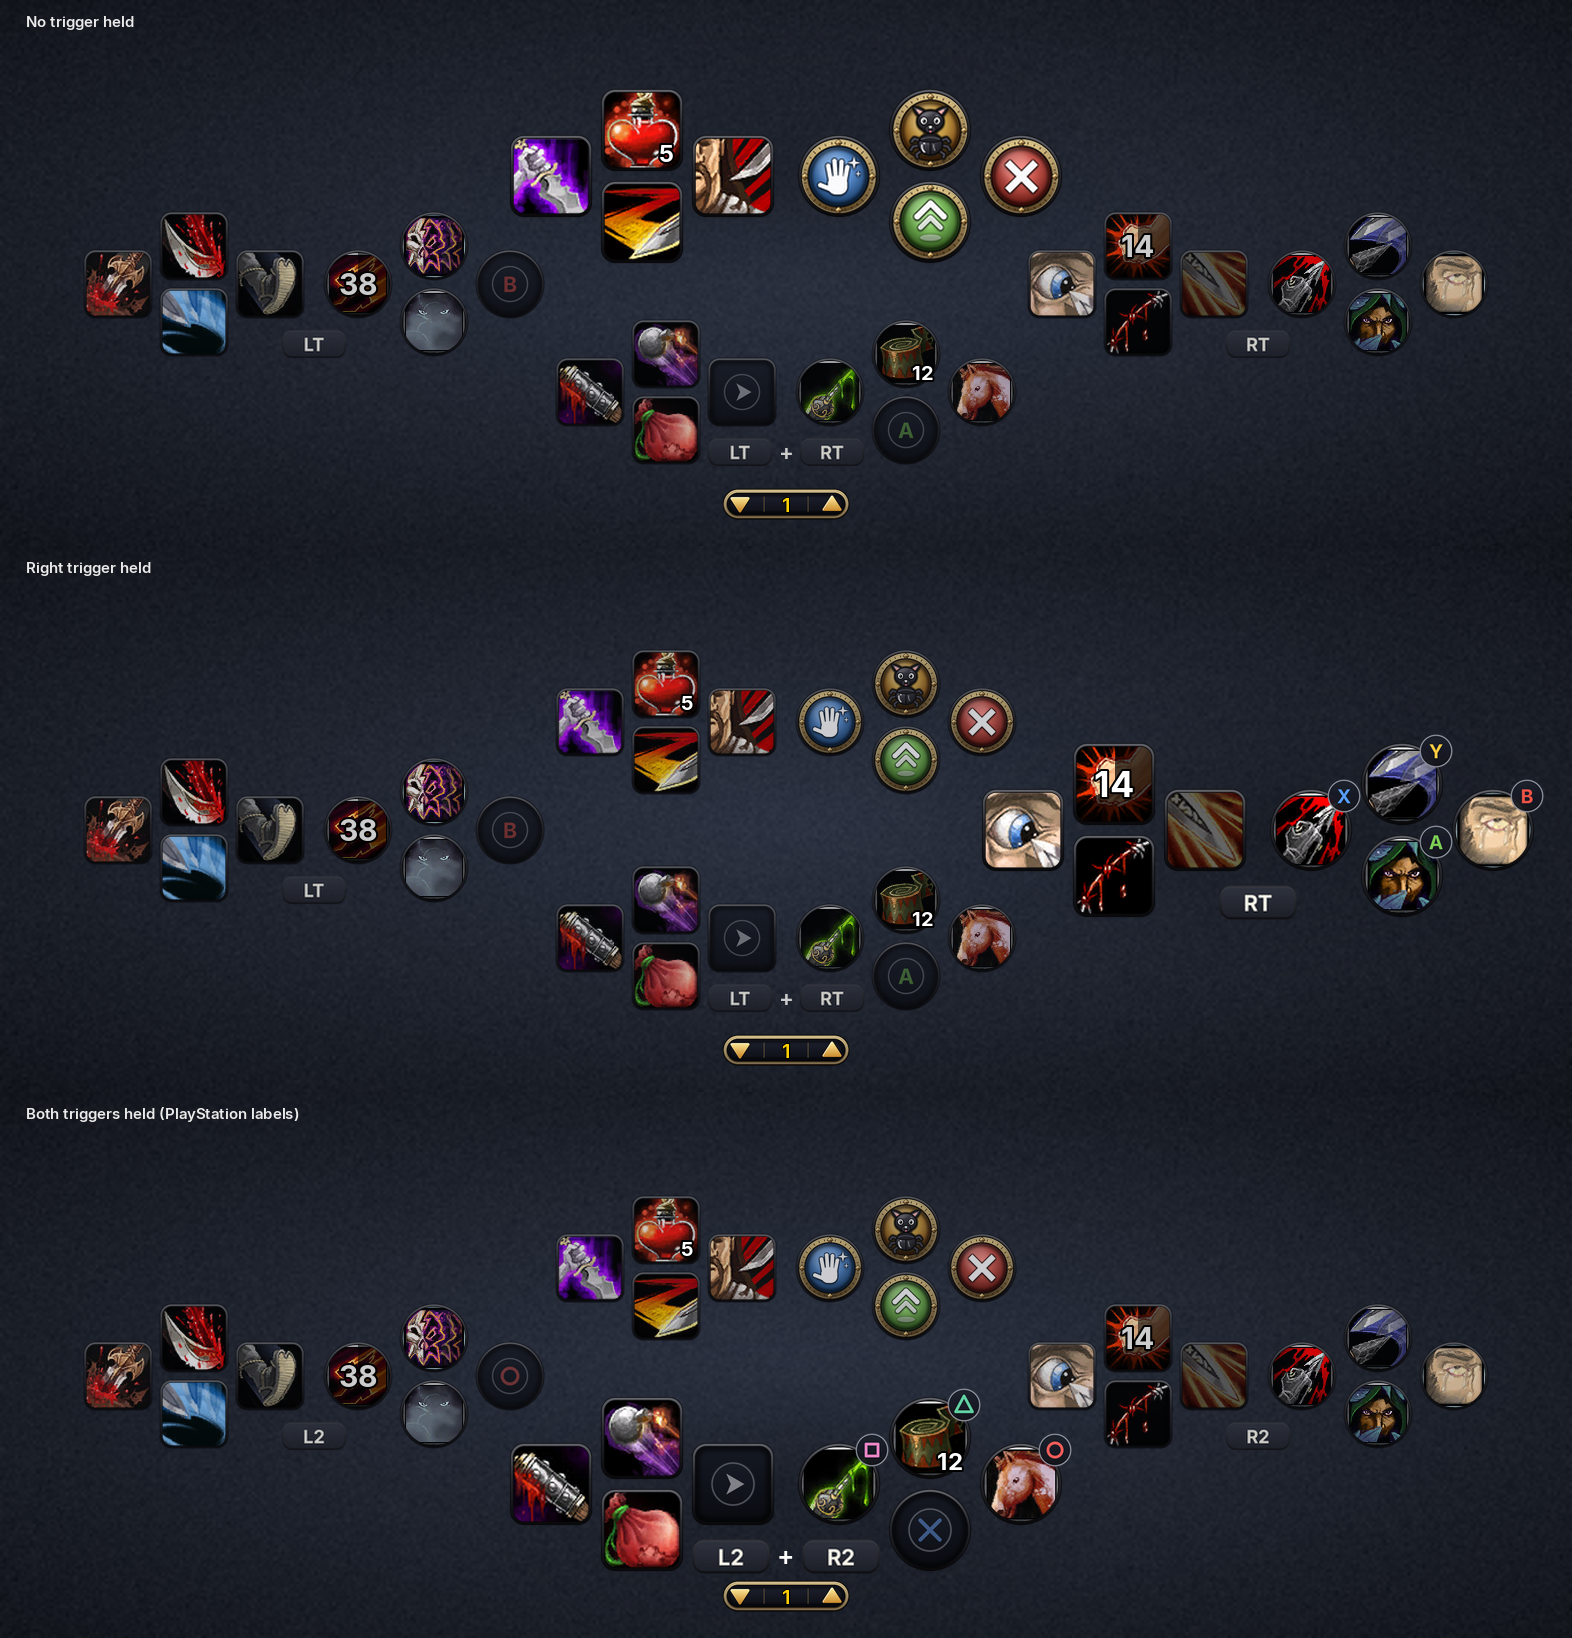 No trigger held
5
14
38
B
LT
RT
12
A
LT + RT
1
Right trigger held
5
Y
14
X
B
38
B
A
LT
RT
12
A
LT + RT
1
Both triggers held (PlayStation labels)
5
14
38
L2
R2
12
L2 + R2
1